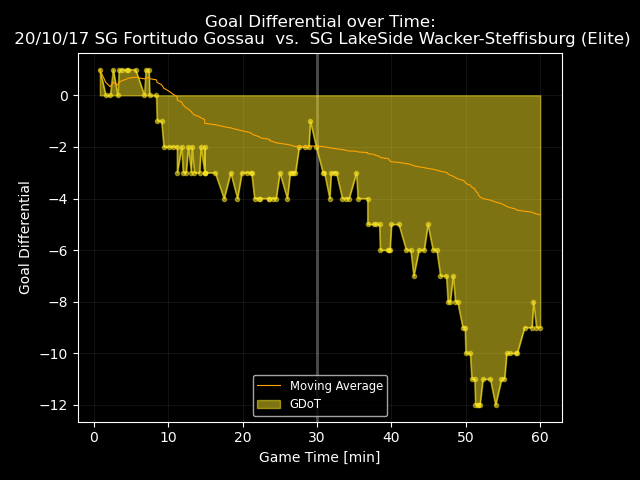 Goal Differential over Time:
20/10/17 SG Fortitudo Gossau  vs.  SG LakeSide Wacker-Steffisburg (Elite)
Goal Differential
0
−2
−4
−6
−8
−10
−12
Moving Average
GDoT
0 10 20 30 40 50 60
Game Time [min]